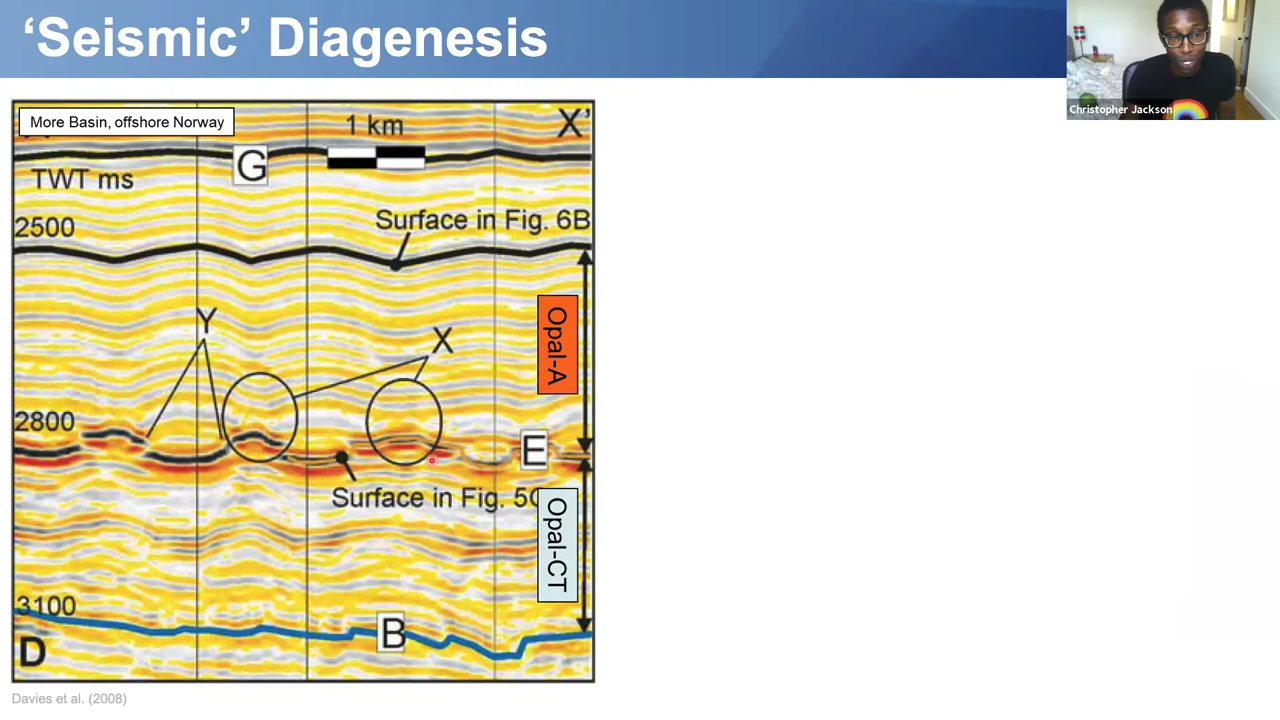 ‘Seismic’ Diagenesis
Christopher Jackson
More Basin, offshore Norway
1 km
X’
G
TWT ms
2500
Surface in Fig. 6B
Opal-A
Y
X
2800
E
Surface in Fig. 5
Opal-CT
3100
B
D
Davies et al. (2008)